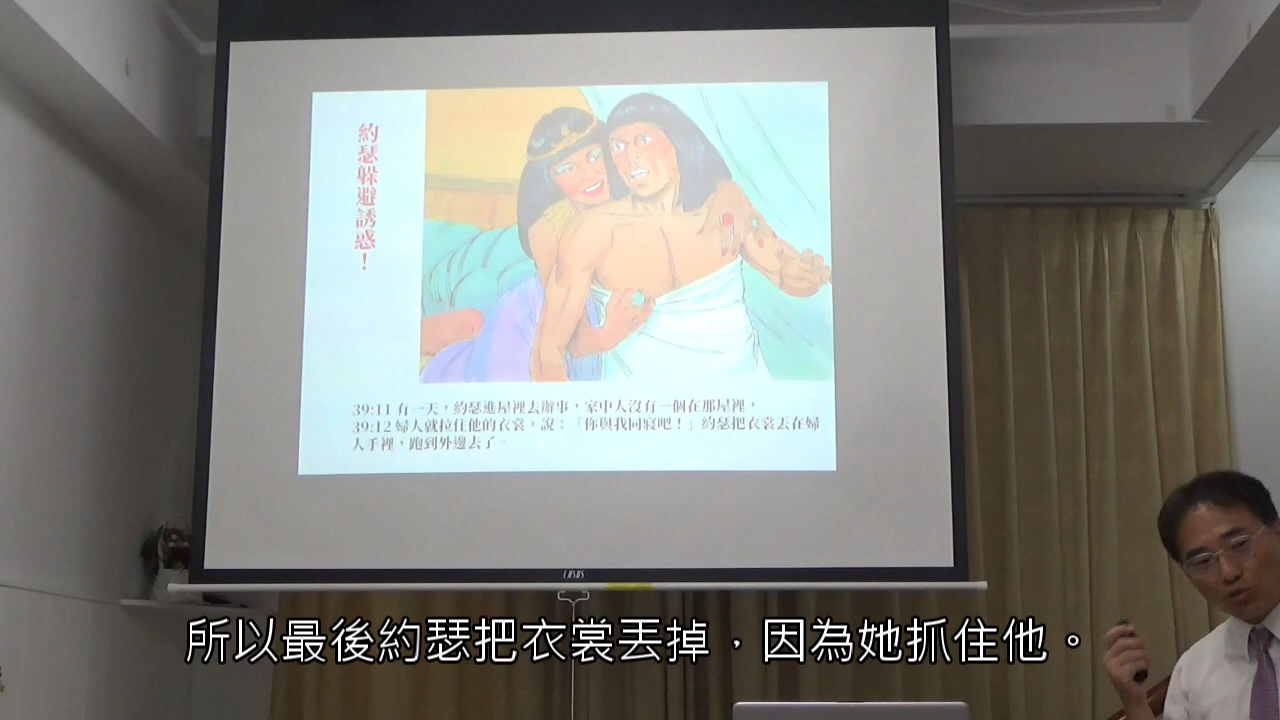 約瑟躲避誘惑！
39:11 有一天，約瑟進屋裡去辦事，家中人沒有一個在那屋裡，
39:12 婦人就拉住他的衣裳，說：「你與我同寢吧！」約瑟把衣裳丟在婦
人手裡，跑到外邊去了。
所以最後約瑟把衣裳丟掉，因為她抓住他。